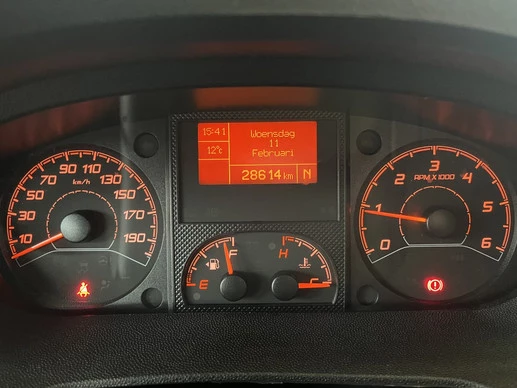 15:41
12°c
Woensdag
11
Februari
28614 km N
10 30 50 70 90 110 130 150 170 190
km/h
E F
H C
0 1 2 3 4 5 6
RPM X 1000